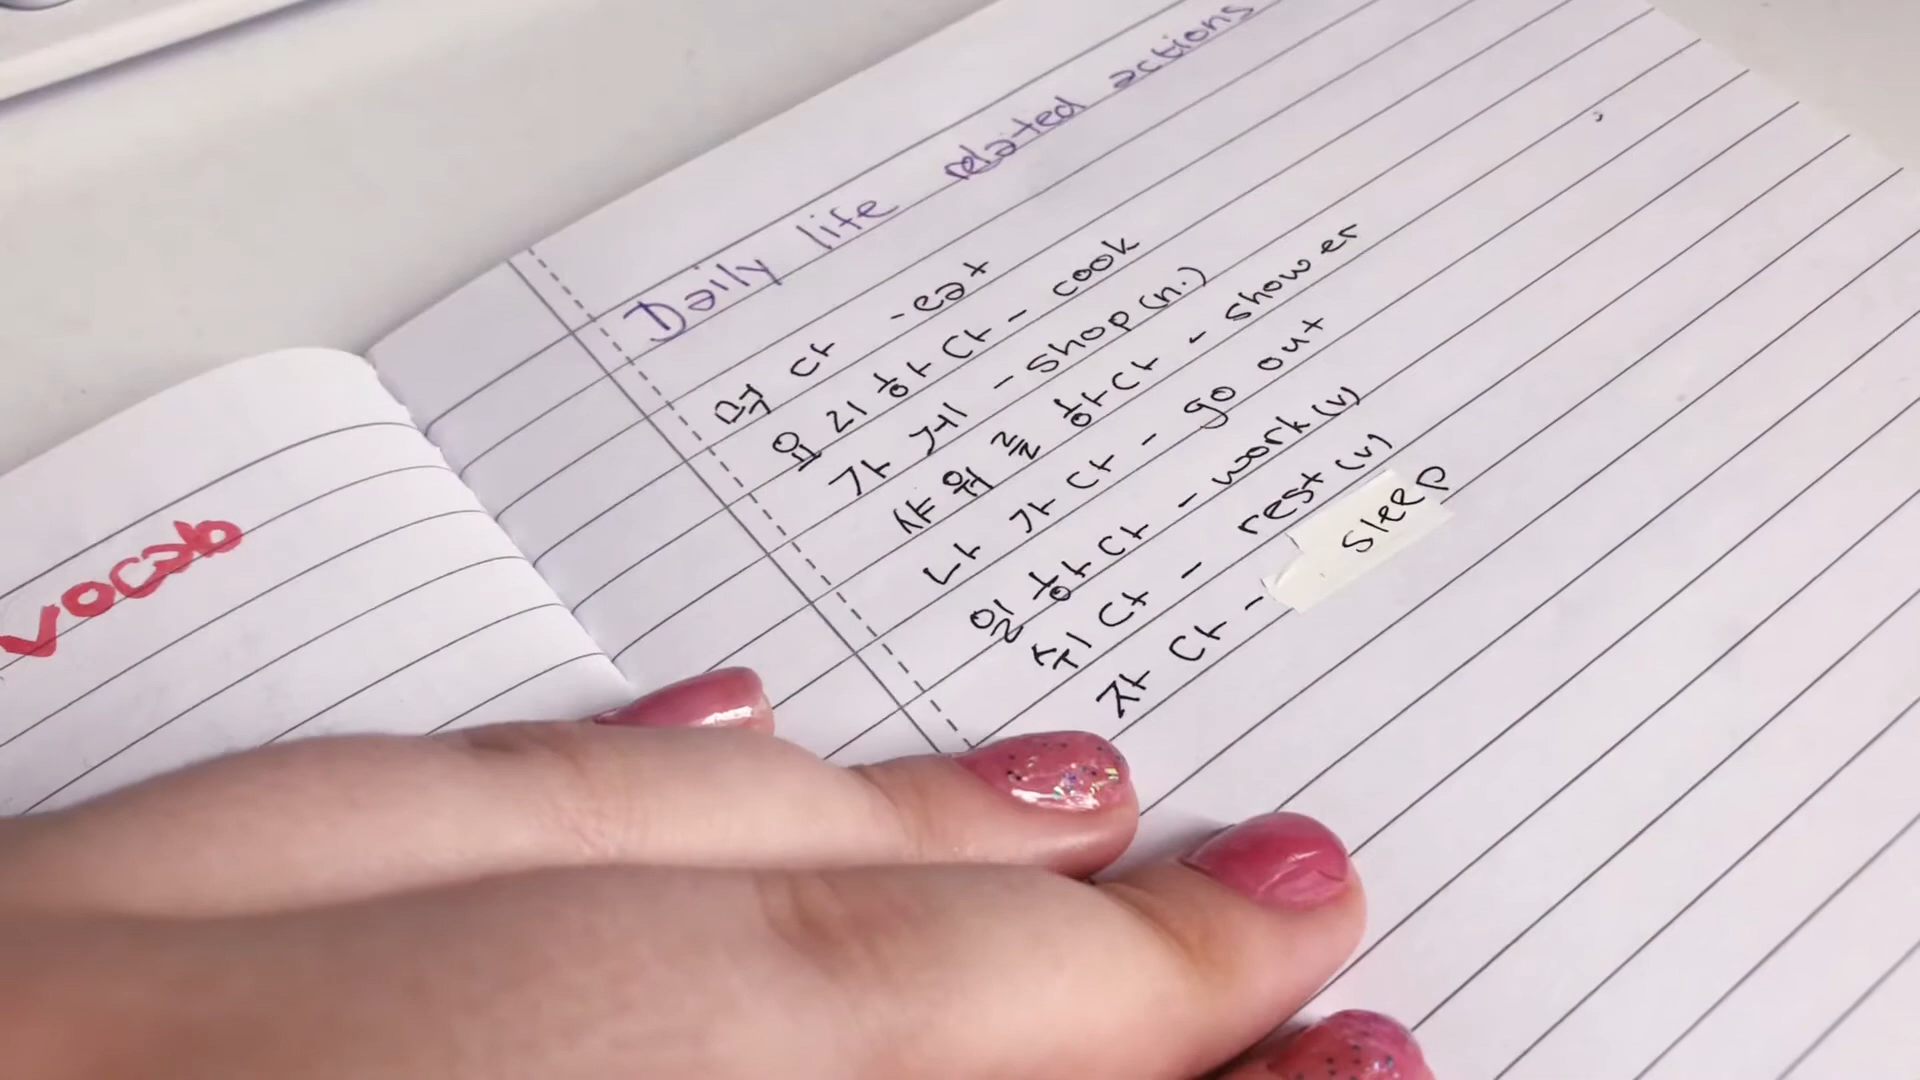 vocab
Daily life related actions
먹다 - eat
요리하다 - cook
가게 - shop (n.)
샤워를 하다 - shower
나가다 - go out
일하다 - work (v)
쉬다 - rest (v)
자다 - sleep